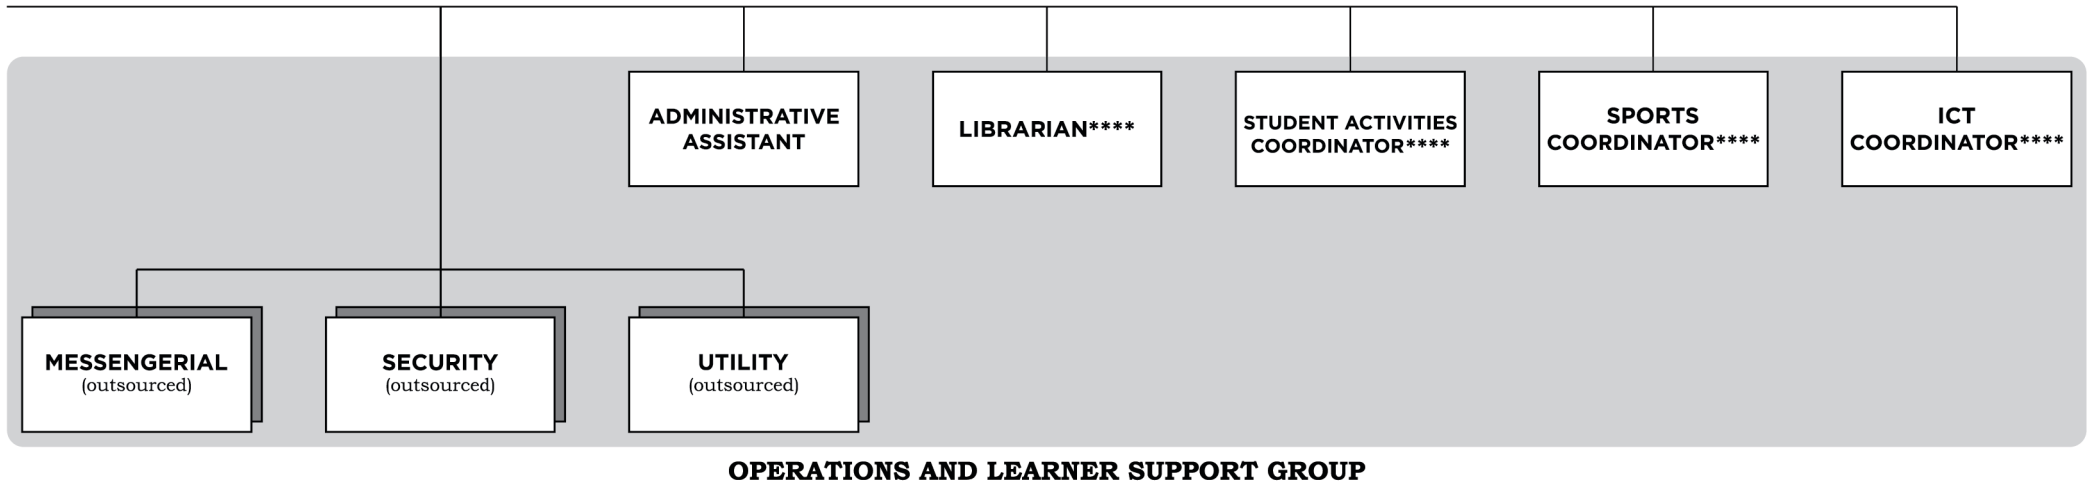 ADMINISTRATIVE
ASSISTANT
LIBRARIAN****
STUDENT ACTIVITIES
COORDINATOR****
SPORTS
COORDINATOR****
ICT
COORDINATOR****
MESSENGERIAL
(outsourced)
SECURITY
(outsourced)
UTILITY
(outsourced)
OPERATIONS AND LEARNER SUPPORT GROUP